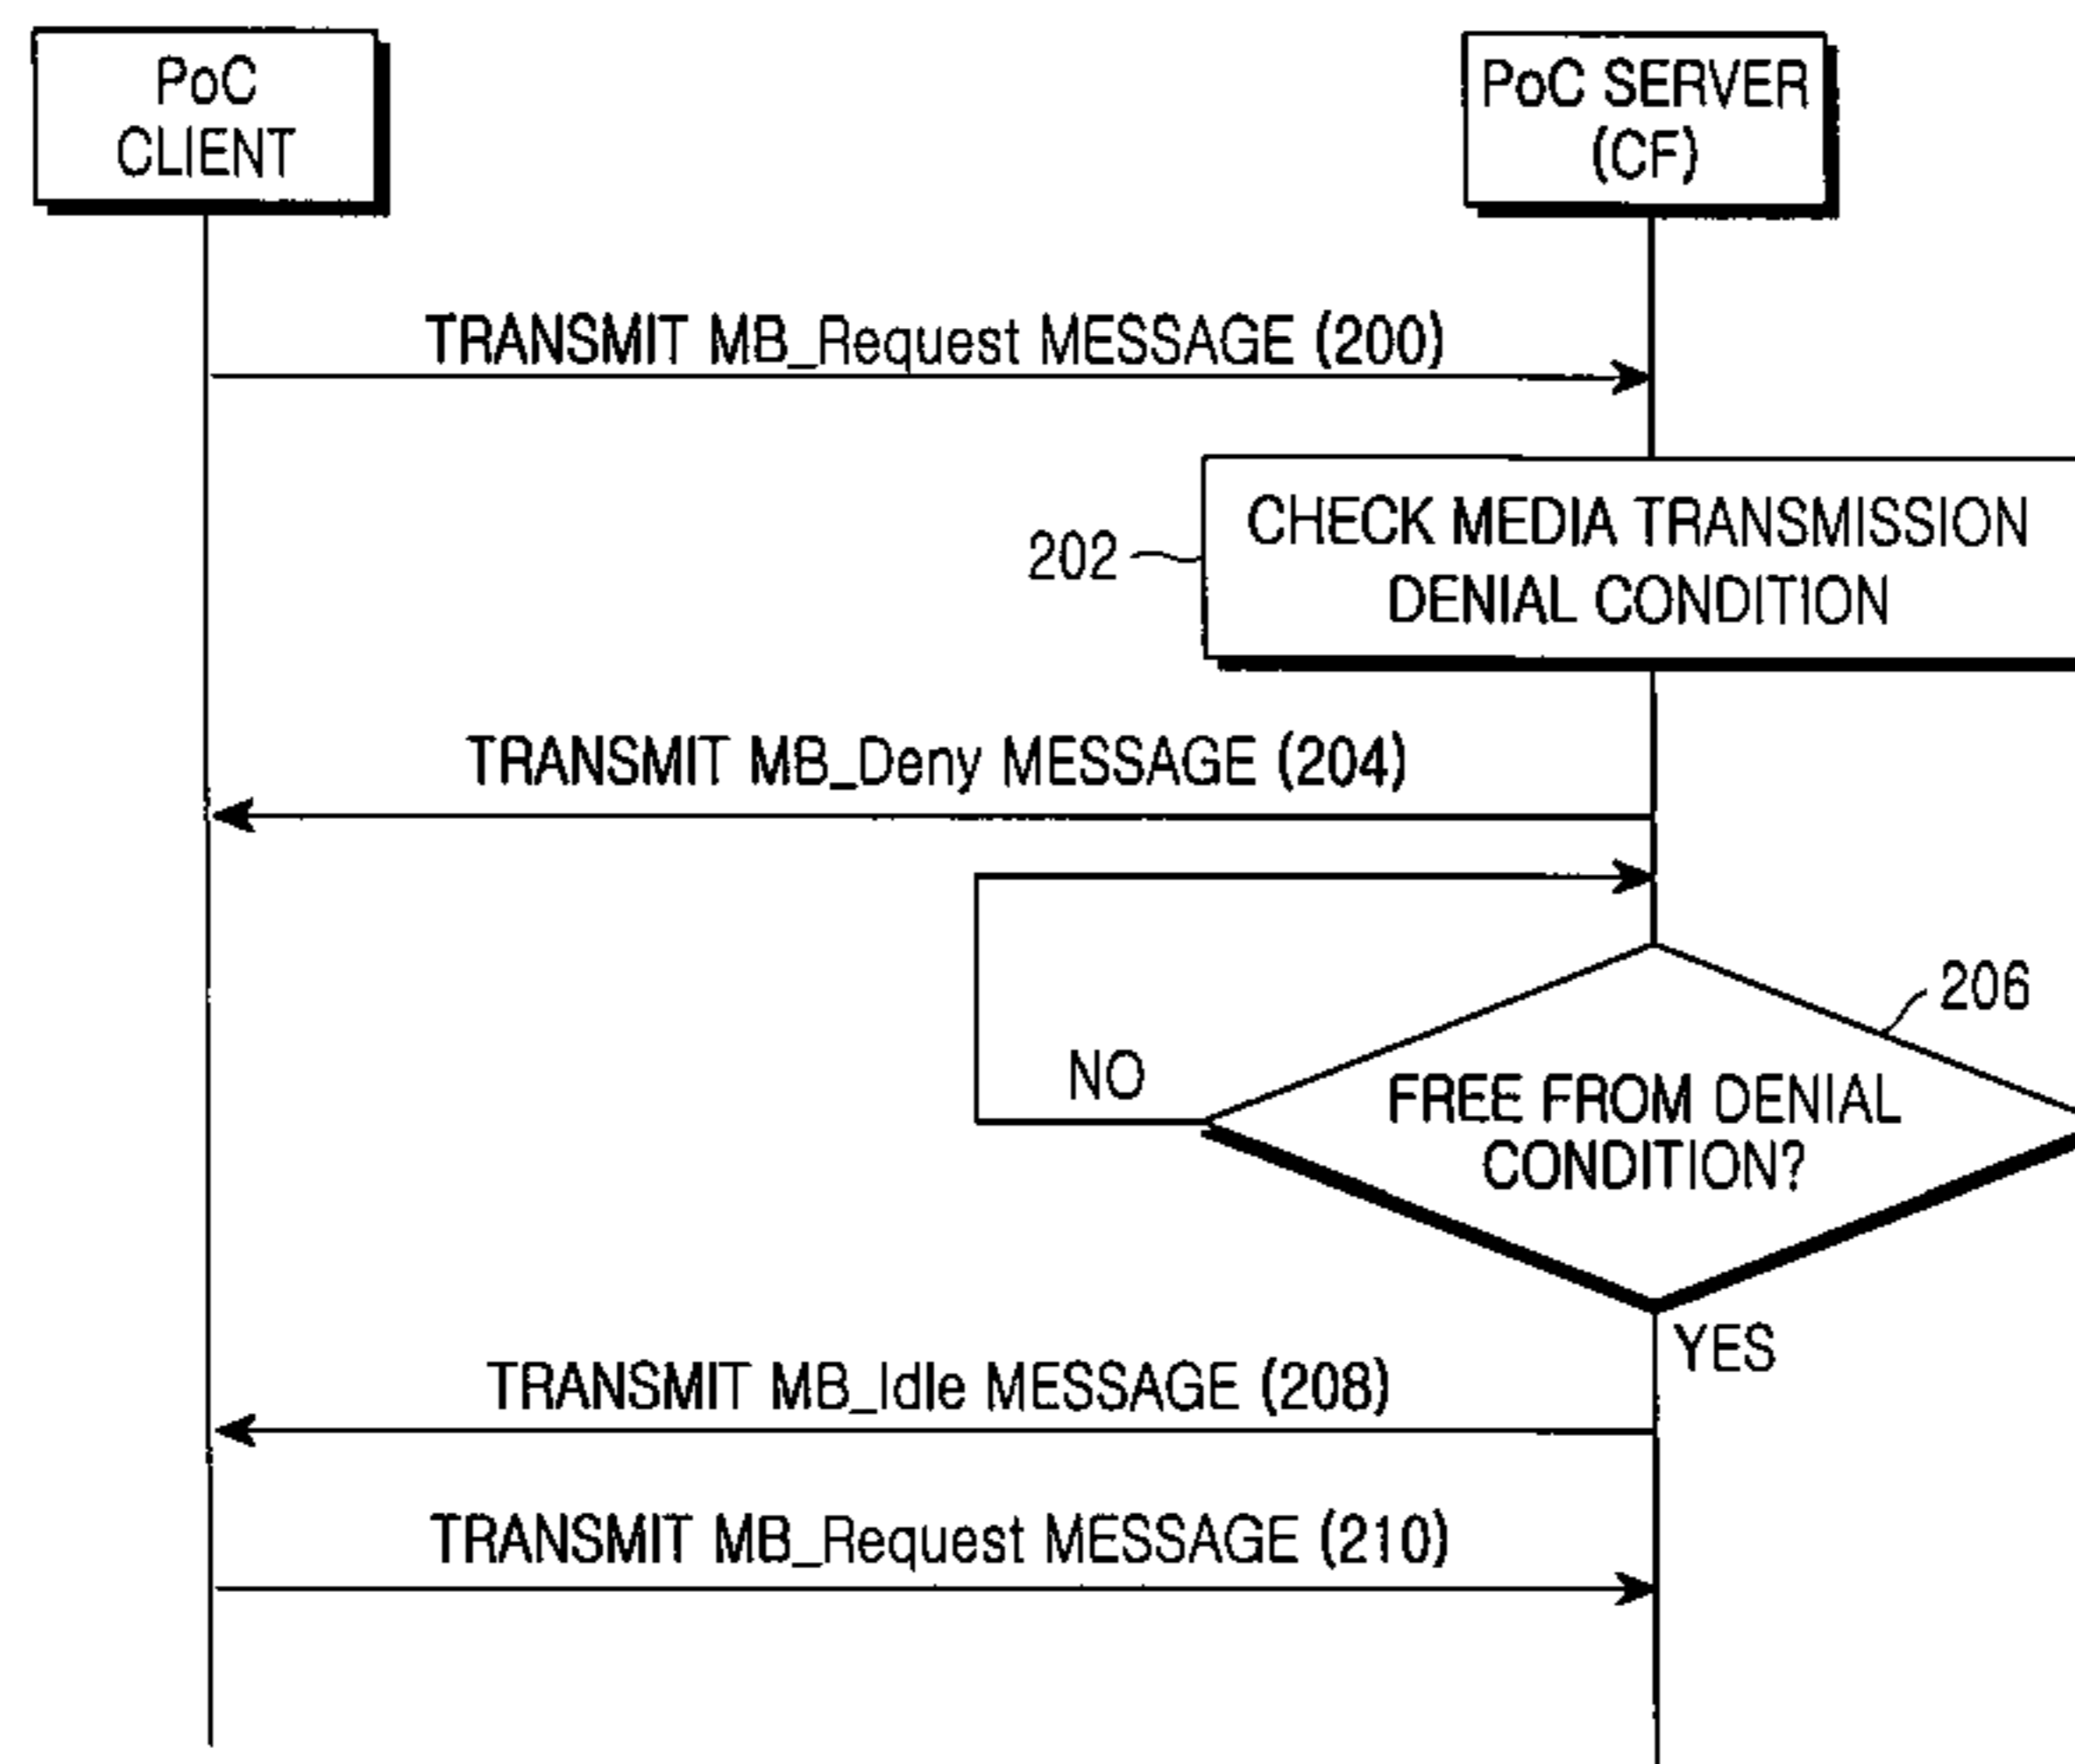 PoC
CLIENT
PoC SERVER
(CF)
TRANSMIT MB_Request MESSAGE (200)
CHECK MEDIA TRANSMISSION
DENIAL CONDITION
202
TRANSMIT MB_Deny MESSAGE (204)
206
NO
FREE FROM DENIAL
CONDITION?
YES
TRANSMIT MB_Idle MESSAGE (208)
TRANSMIT MB_Request MESSAGE (210)